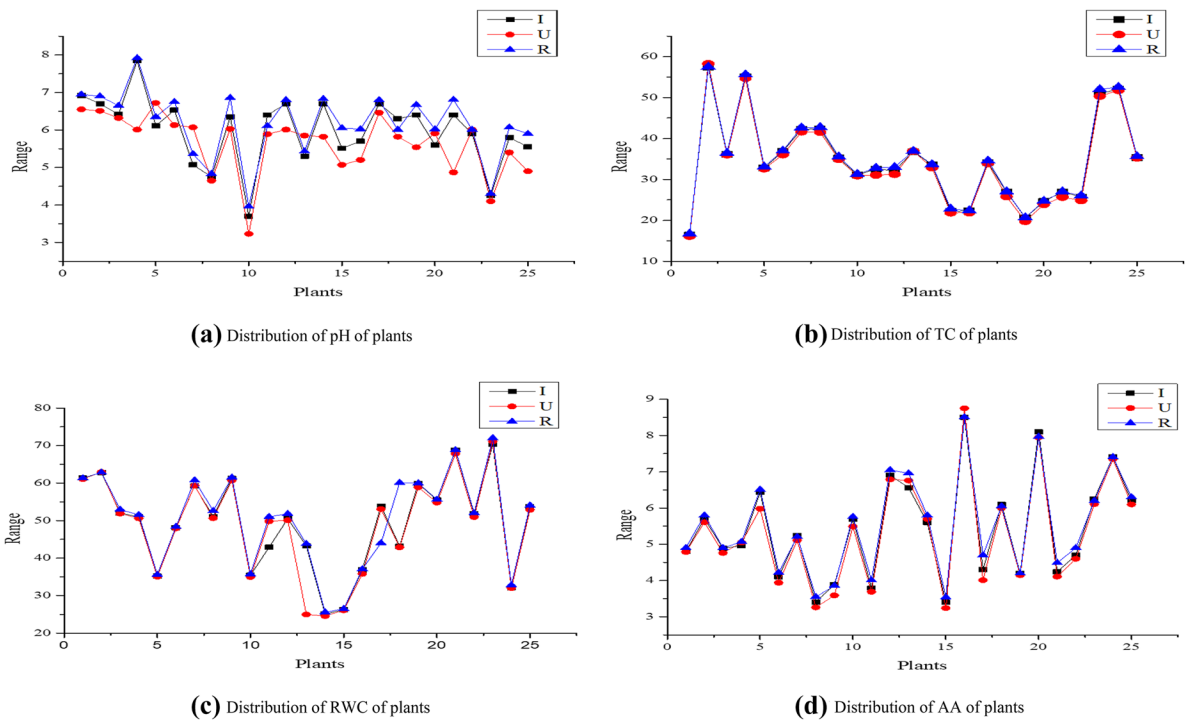 I
U
R
8
7
6
5
4
3
Range
0
5
10
15
20
25
Plants
(a) Distribution of pH of plants
I
U
R
60
50
40
30
20
10
Range
0
5
10
15
20
25
Plants
(b) Distribution of TC of plants
I
U
R
80
70
60
50
40
30
20
Range
0
5
10
15
20
25
Plants
(c) Distribution of RWC of plants
I
U
R
9
8
7
6
5
4
3
Range
0
5
10
15
20
25
Plants
(d) Distribution of AA of plants